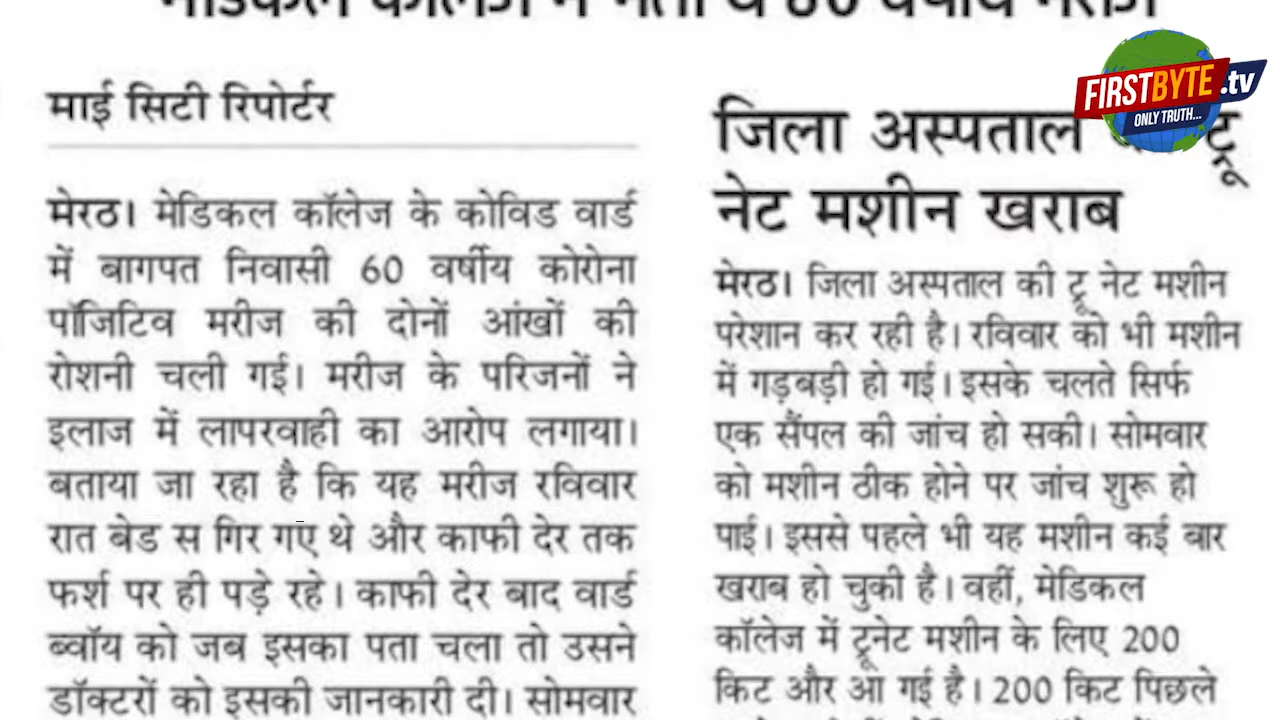 माई सिटी रिपोर्टर
मेरठ। मेडिकल कॉलेज के कोविड वार्ड
में बागपत निवासी 60 वर्षीय कोरोना
पॉजिटिव मरीज की दोनों आंखों की
रोशनी चली गई। मरीज के परिजनों ने
इलाज में लापरवाही का आरोप लगाया।
बताया जा रहा है कि यह मरीज रविवार
रात बेड स गिर गए थे और काफी देर तक
फर्श पर ही पड़े रहे। काफी देर बाद वार्ड
ब्वॉय को जब इसका पता चला तो उसने
डॉक्टरों को इसकी जानकारी दी। सोमवार
जिला अस्पताल ट्रू
नेट मशीन खराब
मेरठ। जिला अस्पताल की ट्रू नेट मशीन
परेशान कर रही है। रविवार को भी मशीन
में गड़बड़ी हो गई। इसके चलते सिर्फ
एक सैंपल की जांच हो सकी। सोमवार
को मशीन ठीक होने पर जांच शुरू हो
पाई। इससे पहले भी यह मशीन कई बार
खराब हो चुकी है। वहीं, मेडिकल
कॉलेज में ट्रूनेट मशीन के लिए 200
किट और आ गई है। 200 किट पिछले
FIRSTBYTE.tv
ONLY TRUTH...